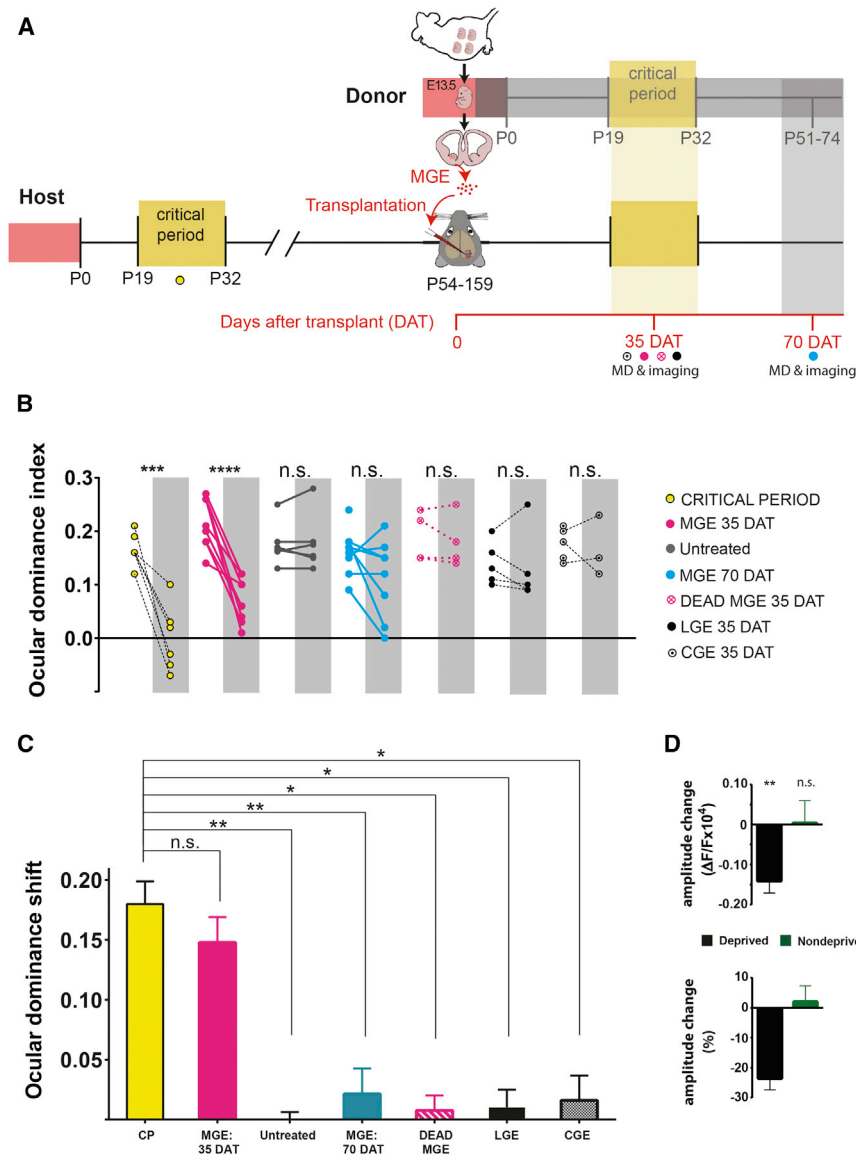 A
E13.5
Donor
critical
period
P0
P19
P32
P51-74
MGE
Transplantation
Host
critical
period
P0
P19
P32
P54-159
Days after transplant (DAT)
0
35 DAT
70 DAT
MD & imaging
MD & imaging
B
Ocular dominance index
0.3
0.2
0.1
0.0
***
****
n.s.
n.s.
n.s.
n.s.
n.s.
CRITICAL PERIOD
MGE 35 DAT
Untreated
MGE 70 DAT
DEAD MGE 35 DAT
LGE 35 DAT
CGE 35 DAT
C
Ocular dominance shift
0.20
0.15
0.10
0.05
n.s.
**
**
*
*
*
CP
MGE:
35 DAT
Untreated
MGE:
70 DAT
DEAD
MGE
LGE
CGE
D
amplitude change
(ΔF/Fx10⁴)
0.10
0
-0.10
-0.20
**
n.s.
Deprived
Nondeprive
amplitude change
(%)
10
0
-10
-20
-30